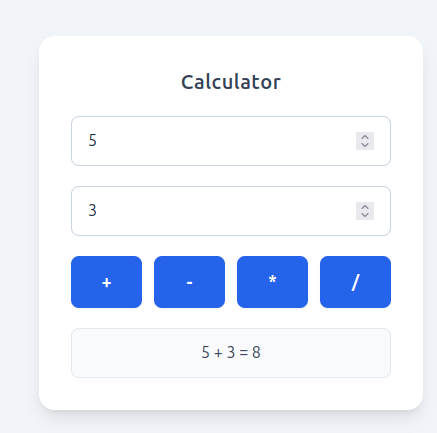 Calculator
5
3
+ - * /
5 + 3 = 8